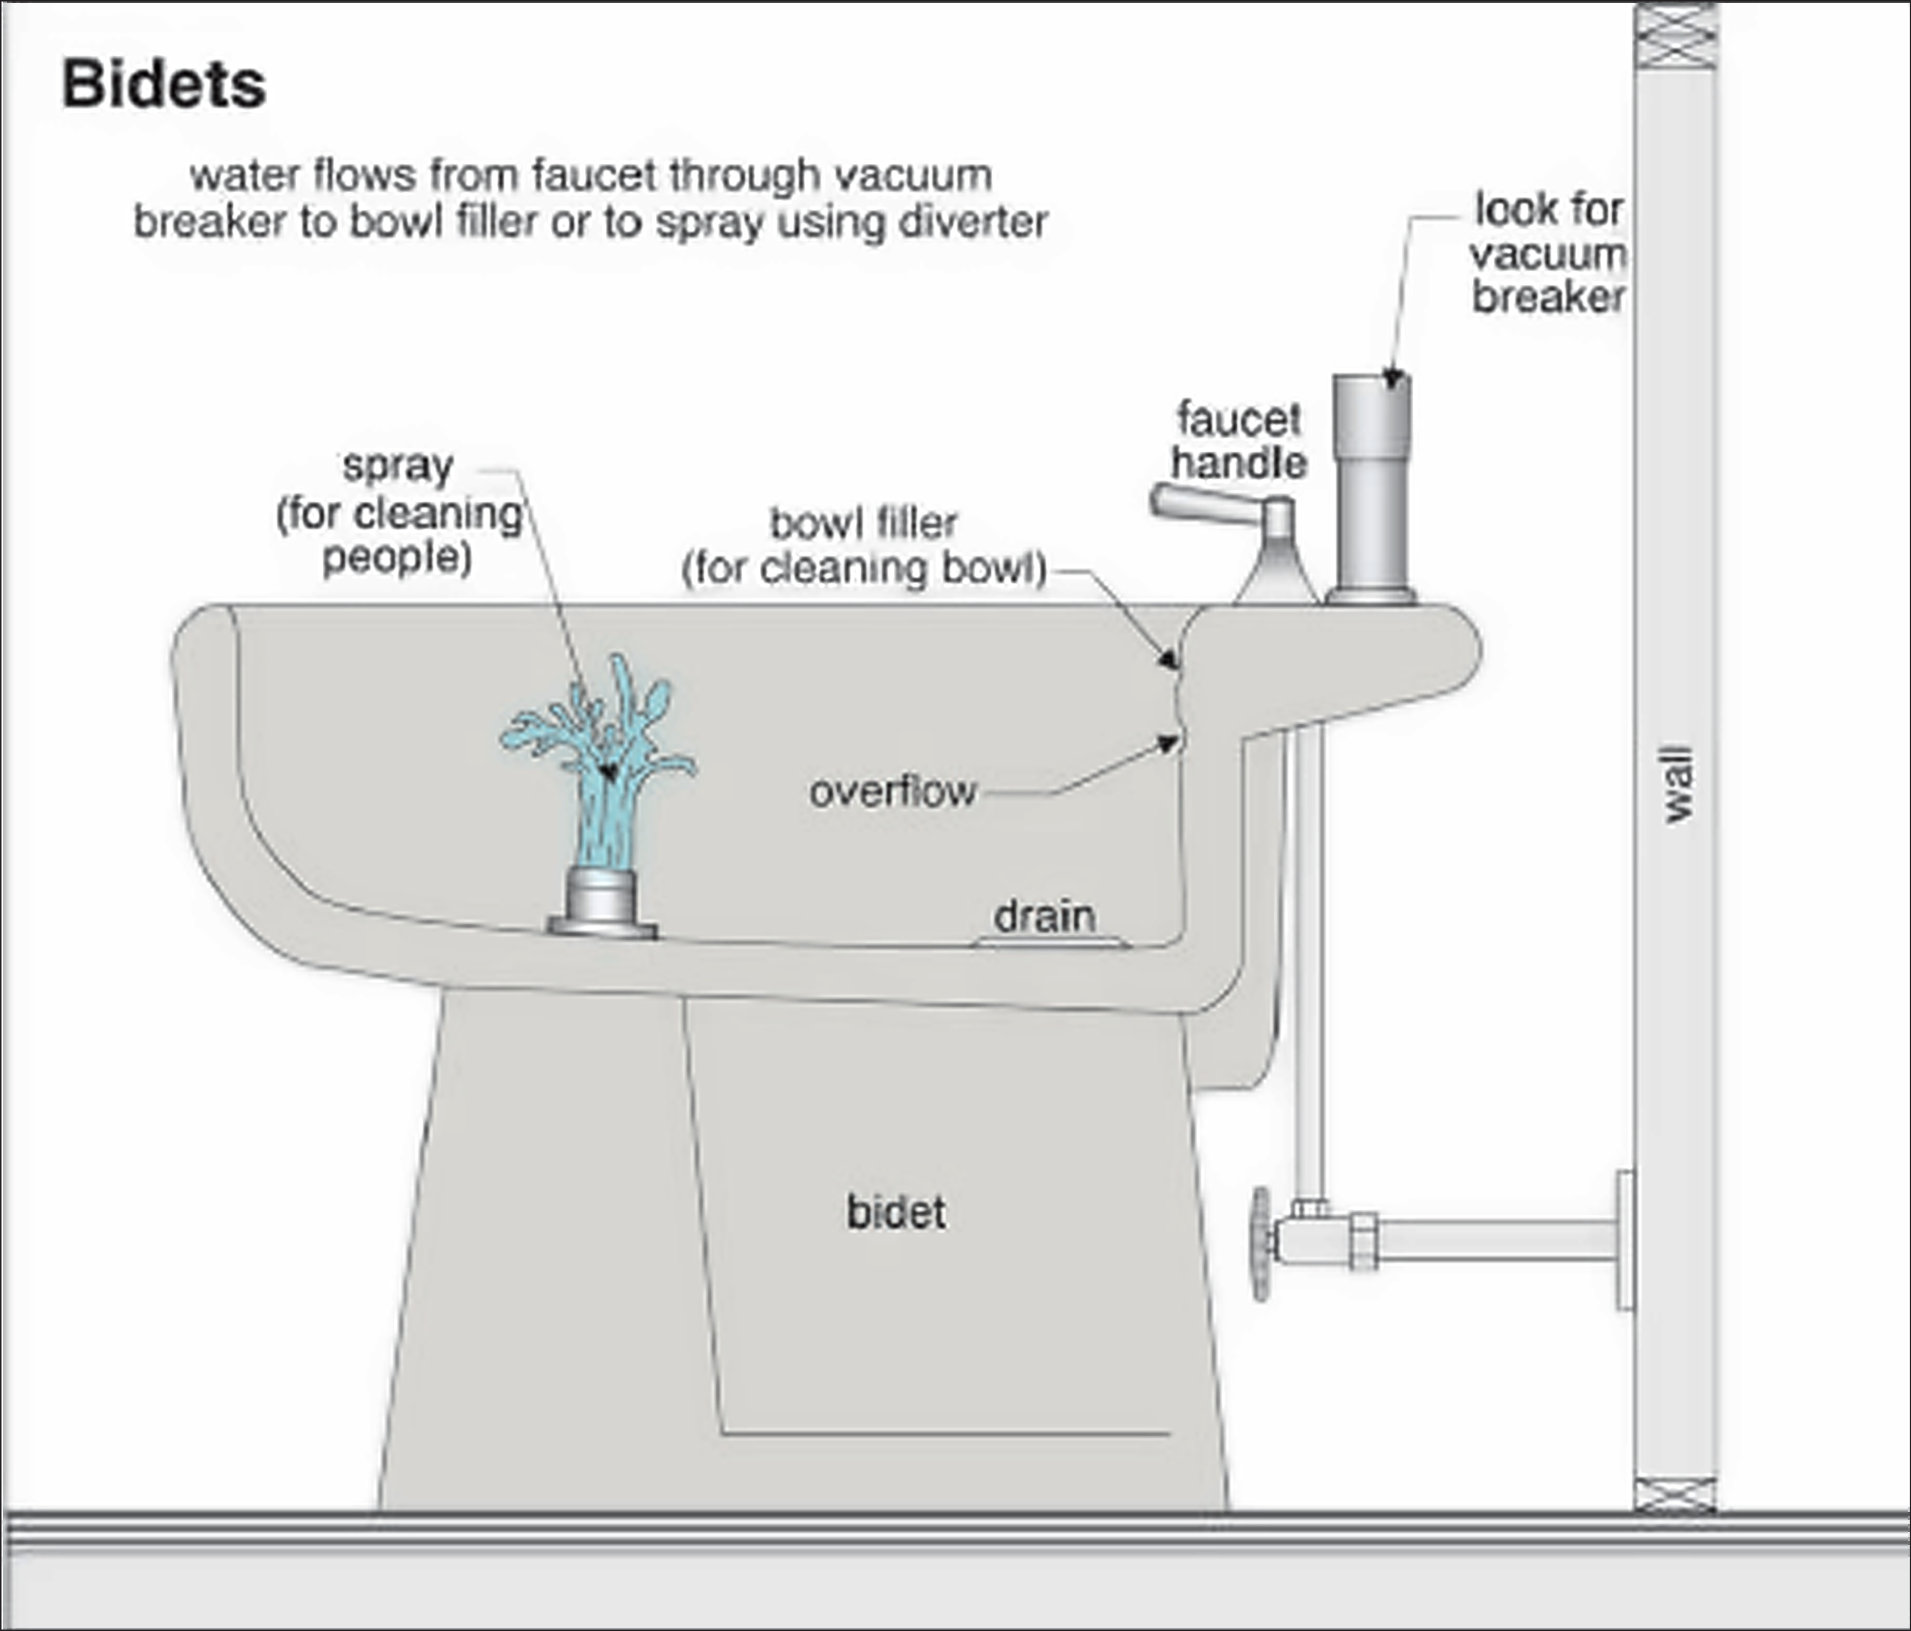 Bidets
water flows from faucet through vacuum
breaker to bowl filler or to spray using diverter
look for
vacuum
breaker
faucet
handle
spray
(for cleaning
people)
bowl filler
(for cleaning bowl)
overflow
drain
wall
bidet